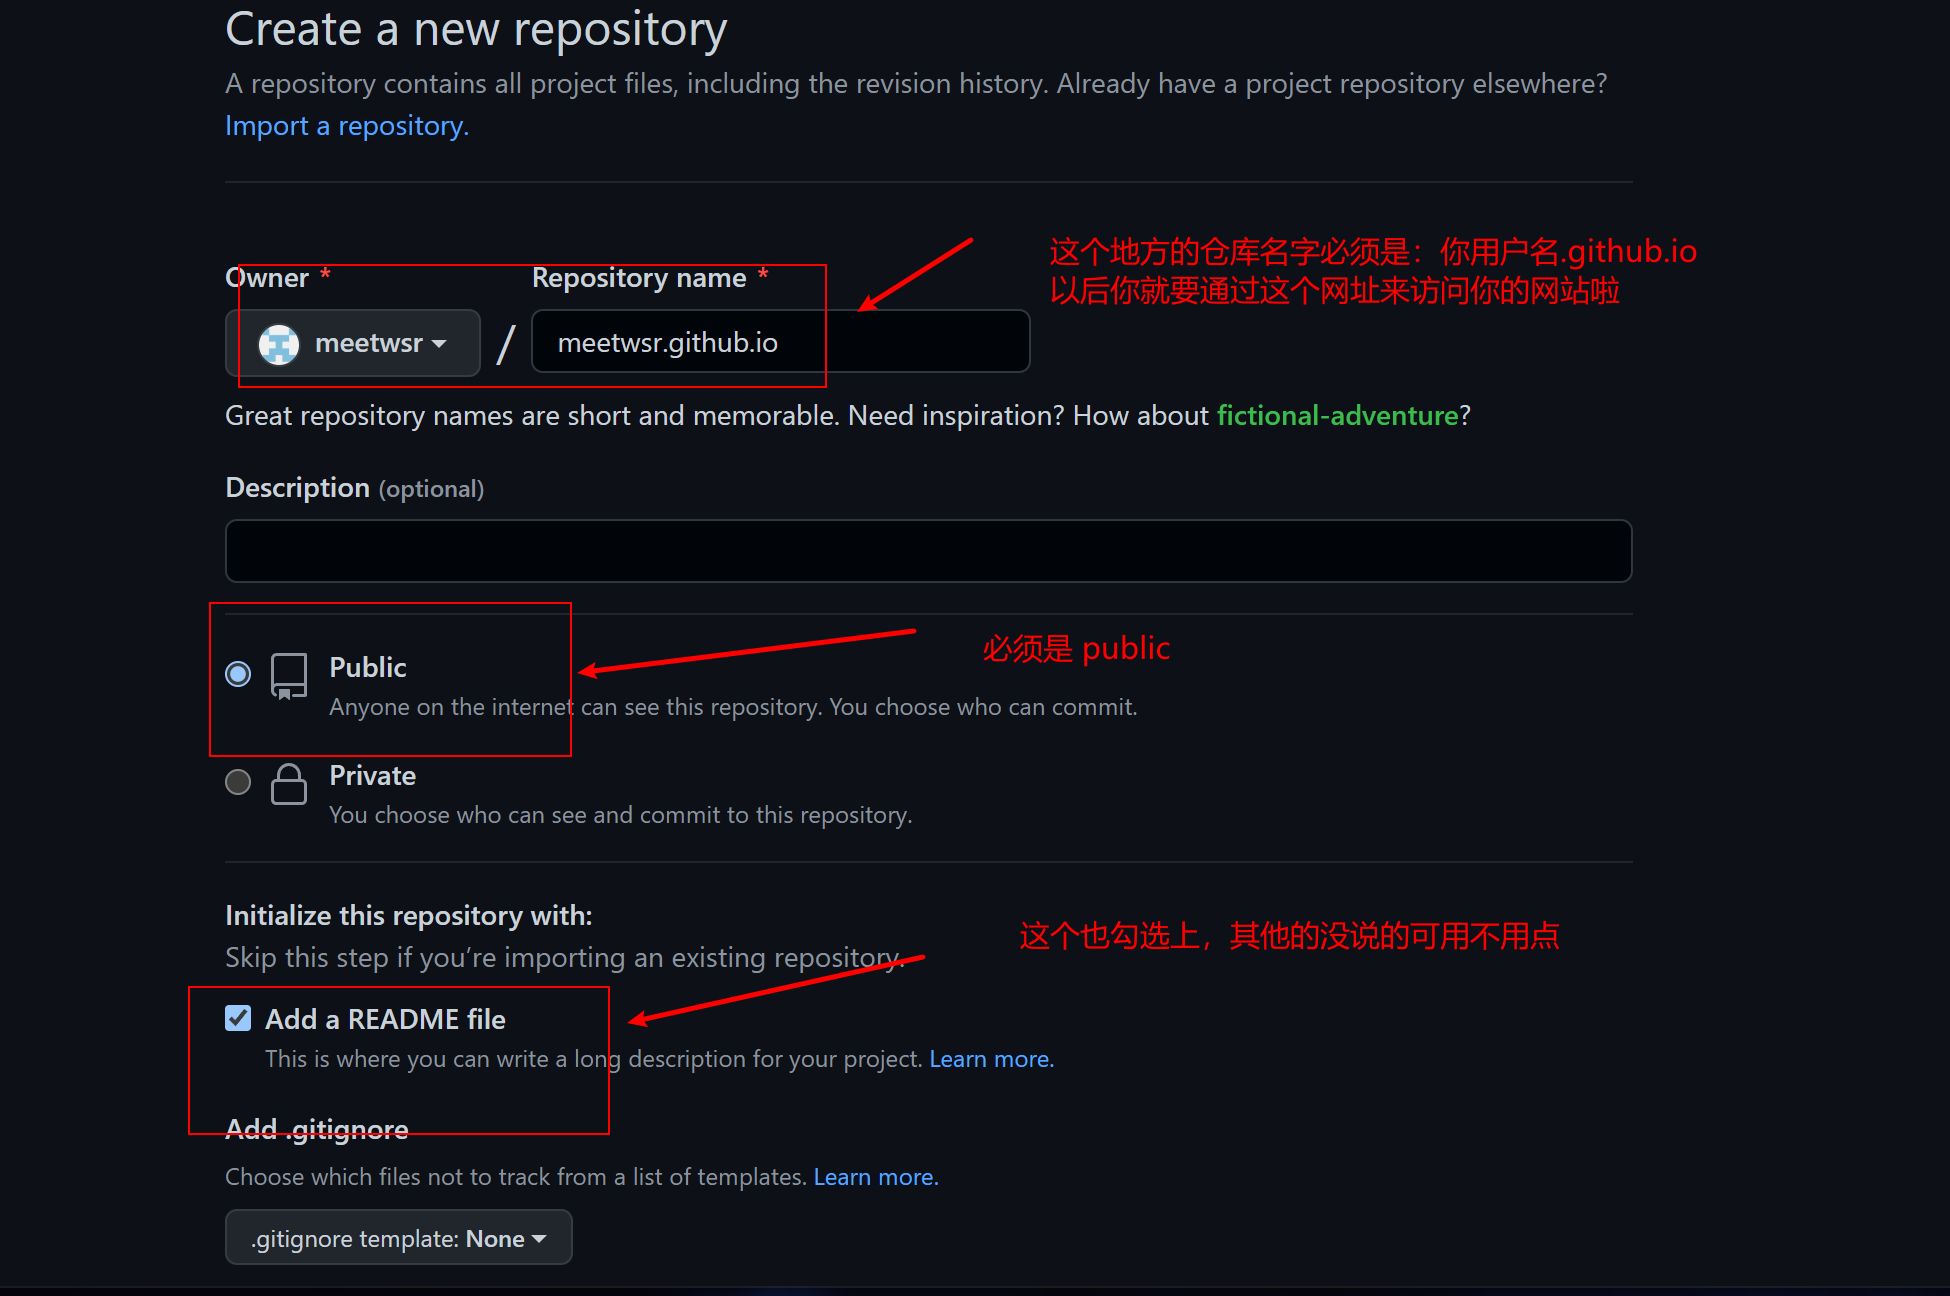 Create a new repository
A repository contains all project files, including the revision history. Already have a project repository elsewhere?
Import a repository.
这个地方的仓库名字必须是：你用户名.github.io
以后你就要通过这个网址来访问你的网站啦
Owner * Repository name *
meetwsr / meetwsr.github.io
Great repository names are short and memorable. Need inspiration? How about fictional-adventure?
Description (optional)
必须是 public
Public
Anyone on the internet can see this repository. You choose who can commit.
Private
You choose who can see and commit to this repository.
Initialize this repository with:
这个也勾选上，其他的没说的可用不用点
Skip this step if you’re importing an existing repository.
Add a README file
This is where you can write a long description for your project. Learn more.
Add .gitignore
Choose which files not to track from a list of templates. Learn more.
.gitignore template: None